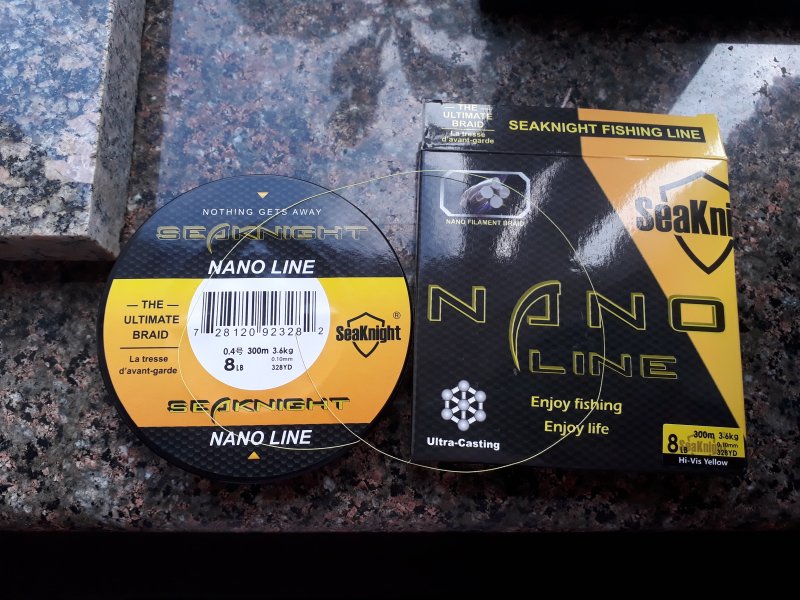 NOTHING GETS AWAY
SEAKNIGHT
NANO LINE
— THE —
ULTIMATE
BRAID
La tresse
d'avant-garde
7 28120 92328 2
0.4号 300m 3.6kg
0.10mm
8LB 328YD
SeaKnight®
SEAKNIGHT
NANO LINE
— THE —
ULTIMATE
BRAID
La tresse
d'avant-garde
SEAKNIGHT FISHING LINE
NANO FILAMENT BRAID
SeaKni
NANO
LINE
Enjoy fishing
Enjoy life
Ultra-Casting
8LB 300m 3.6kg
0.10mm
328YD
SeaKnight
Hi-Vis Yellow